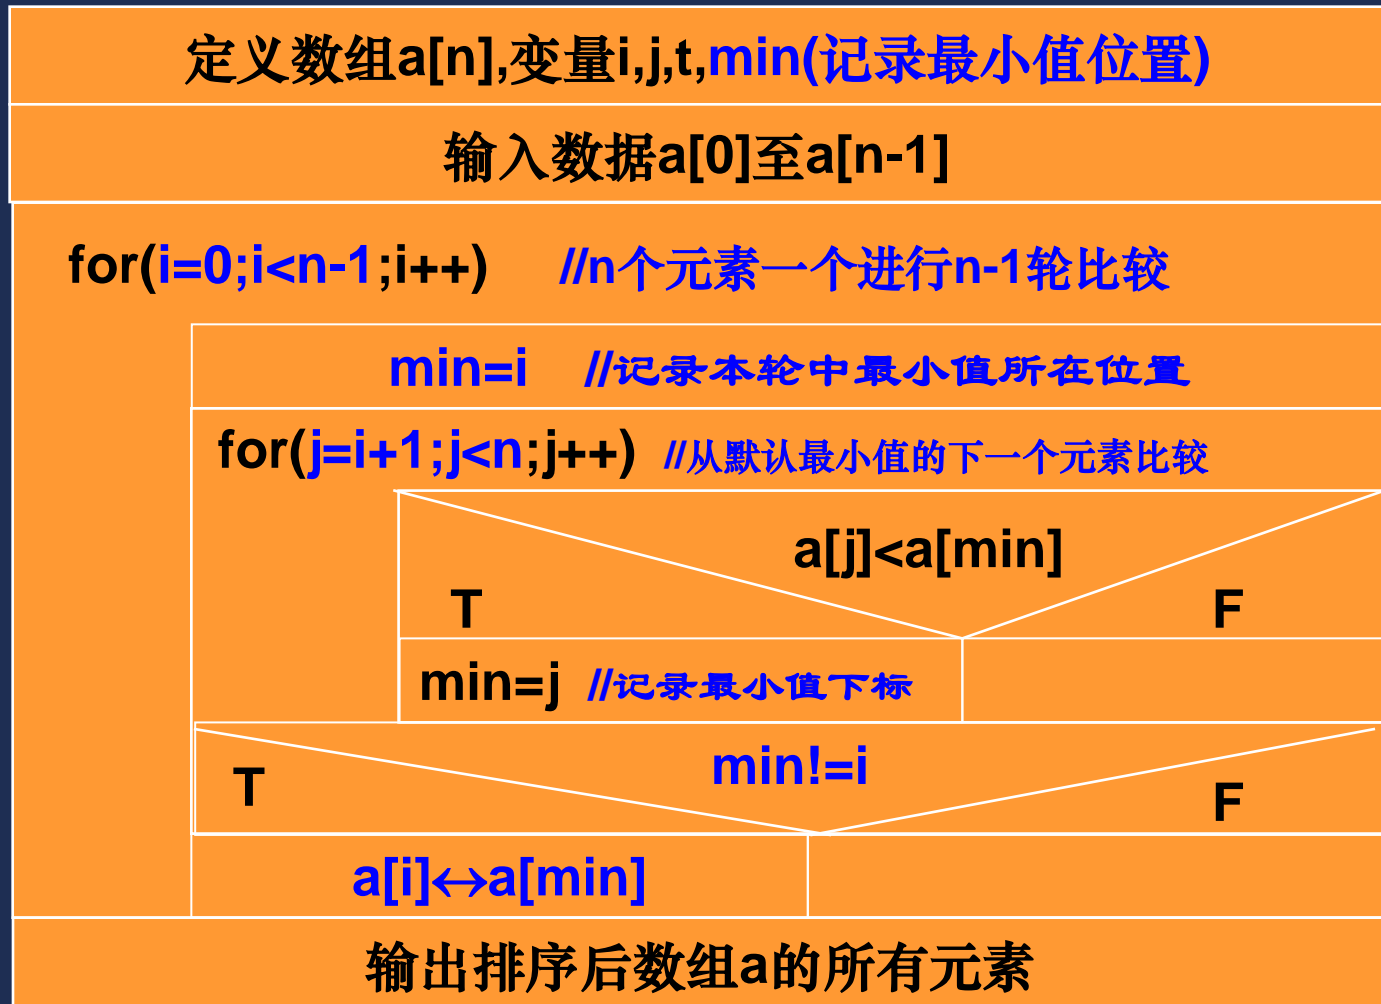 定义数组a[n],变量i,j,t,min(记录最小值位置)
输入数据a[0]至a[n-1]
for(i=0;i<n-1;i++) //n个元素一个进行n-1轮比较
min=i //记录本轮中最小值所在位置
for(j=i+1;j<n;j++) //从默认最小值的下一个元素比较
a[j]<a[min]
T F
min=j //记录最小值下标
min!=i
T F
a[i]↔a[min]
输出排序后数组a的所有元素